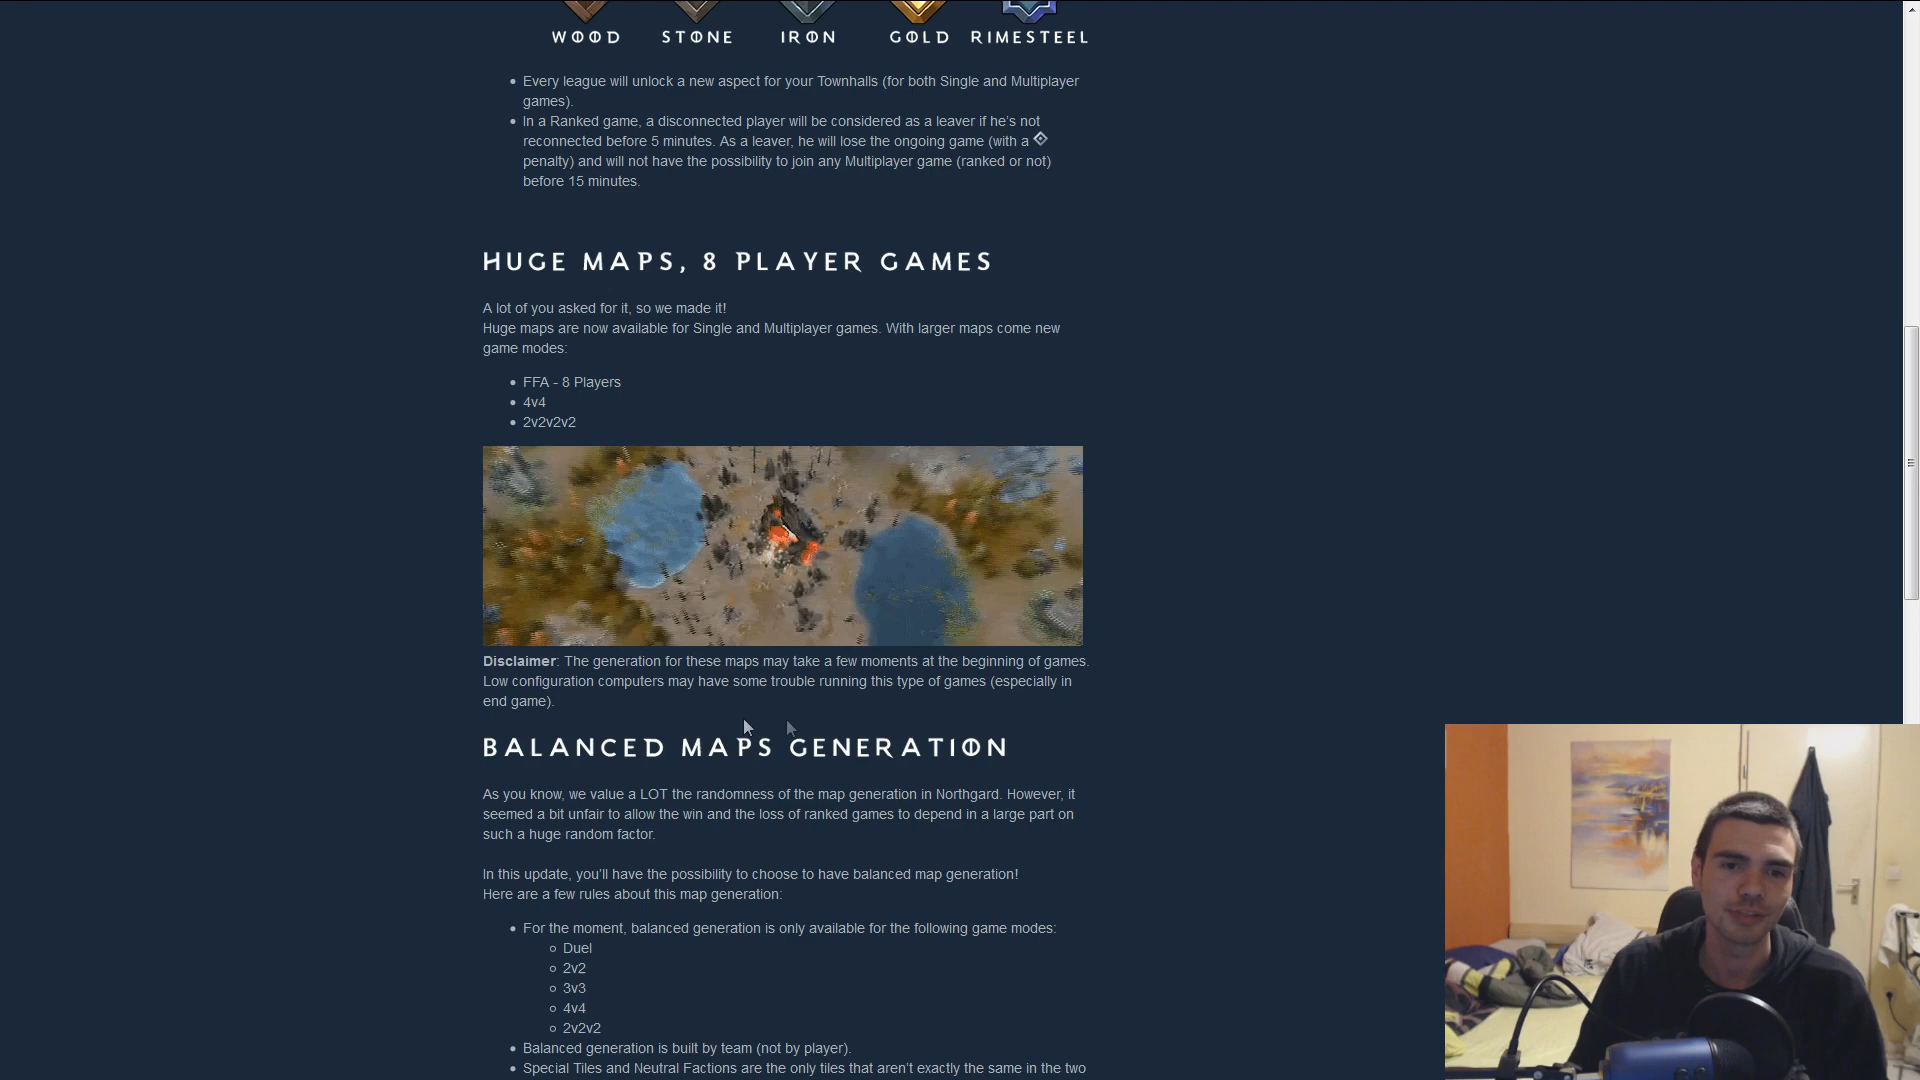 WOOD STONE IRON GOLD RIMESTEEL
Every league will unlock a new aspect for your Townhalls (for both Single and Multiplayer
games).
In a Ranked game, a disconnected player will be considered as a leaver if he's not
reconnected before 5 minutes. As a leaver, he will lose the ongoing game (with a
penalty) and will not have the possibility to join any Multiplayer game (ranked or not)
before 15 minutes.
HUGE MAPS, 8 PLAYER GAMES
A lot of you asked for it, so we made it!
Huge maps are now available for Single and Multiplayer games. With larger maps come new
game modes:
FFA - 8 Players
4v4
2v2v2v2
Disclaimer: The generation for these maps may take a few moments at the beginning of games.
Low configuration computers may have some trouble running this type of games (especially in
end game).
BALANCED MAPS GENERATION
As you know, we value a LOT the randomness of the map generation in Northgard. However, it
seemed a bit unfair to allow the win and the loss of ranked games to depend in a large part on
such a huge random factor.
In this update, you'll have the possibility to choose to have balanced map generation!
Here are a few rules about this map generation:
For the moment, balanced generation is only available for the following game modes:
Duel
2v2
3v3
4v4
2v2v2
Balanced generation is built by team (not by player).
Special Tiles and Neutral Factions are the only tiles that aren't exactly the same in the two